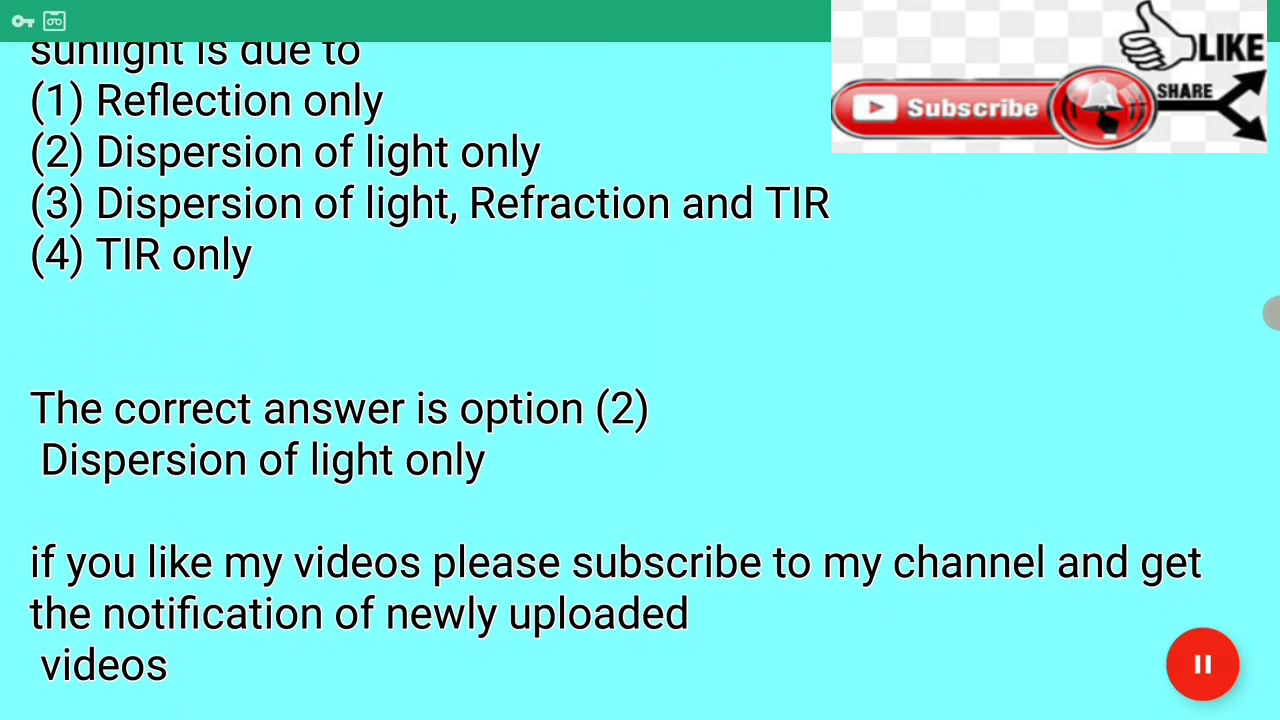 sunlight is due to
(1) Reflection only
(2) Dispersion of light only
(3) Dispersion of light, Refraction and TIR
(4) TIR only
LIKE
Subscribe
SHARE
The correct answer is option (2)
Dispersion of light only
if you like my videos please subscribe to my channel and get
the notification of newly uploaded
videos